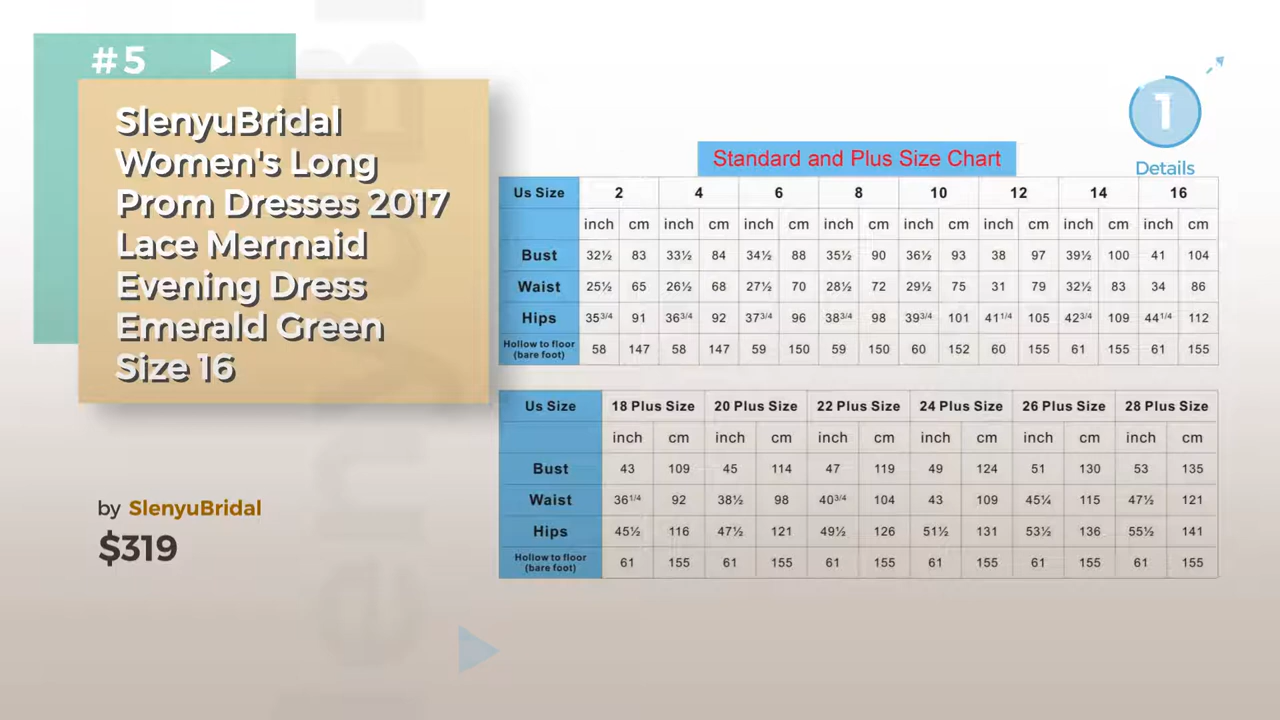 #5
SlenyuBridal
Women's Long
Prom Dresses 2017
Lace Mermaid
Evening Dress
Emerald Green
Size 16
by SlenyuBridal
$319
1
Details
Standard and Plus Size Chart
Us Size 2 4 6 8 10 12 14 16
inch cm inch cm inch cm inch cm inch cm inch cm inch cm inch cm
Bust 32½ 83 33½ 84 34½ 88 35½ 90 36½ 93 38 97 39½ 100 41 104
Waist 25½ 65 26½ 68 27½ 70 28½ 72 29½ 75 31 79 32½ 83 34 86
Hips 353/4 91 363/4 92 373/4 96 383/4 98 393/4 101 411/4 105 423/4 109 441/4 112
Hollow to floor
(bare foot) 58 147 58 147 59 150 59 150 60 152 60 155 61 155 61 155
Us Size 18 Plus Size 20 Plus Size 22 Plus Size 24 Plus Size 26 Plus Size 28 Plus Size
inch cm inch cm inch cm inch cm inch cm inch cm
Bust 43 109 45 114 47 119 49 124 51 130 53 135
Waist 361/4 92 38½ 98 403/4 104 43 109 45¼ 115 47½ 121
Hips 45½ 116 47½ 121 49½ 126 51½ 131 53½ 136 55½ 141
Hollow to floor
(bare foot) 61 155 61 155 61 155 61 155 61 155 61 155